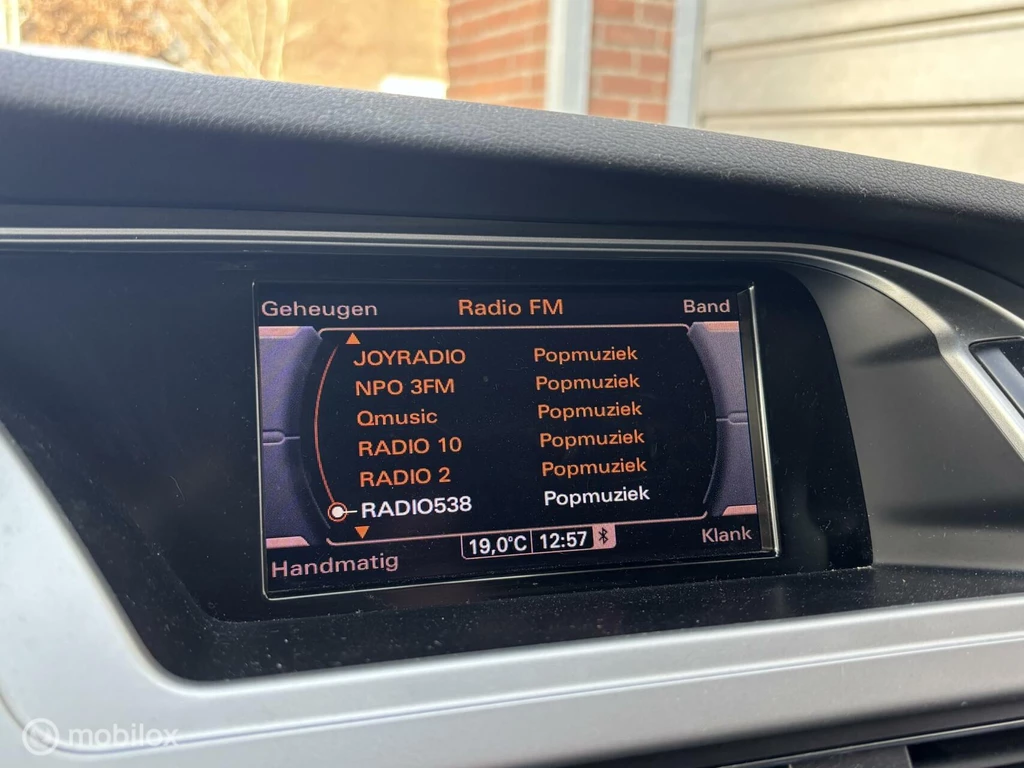 Geheugen Radio FM Band
JOYRADIO Popmuziek
NPO 3FM Popmuziek
Qmusic Popmuziek
RADIO 10 Popmuziek
RADIO 2 Popmuziek
RADIO538 Popmuziek
Handmatig 19,0°C 12:57 Klank
mobilox